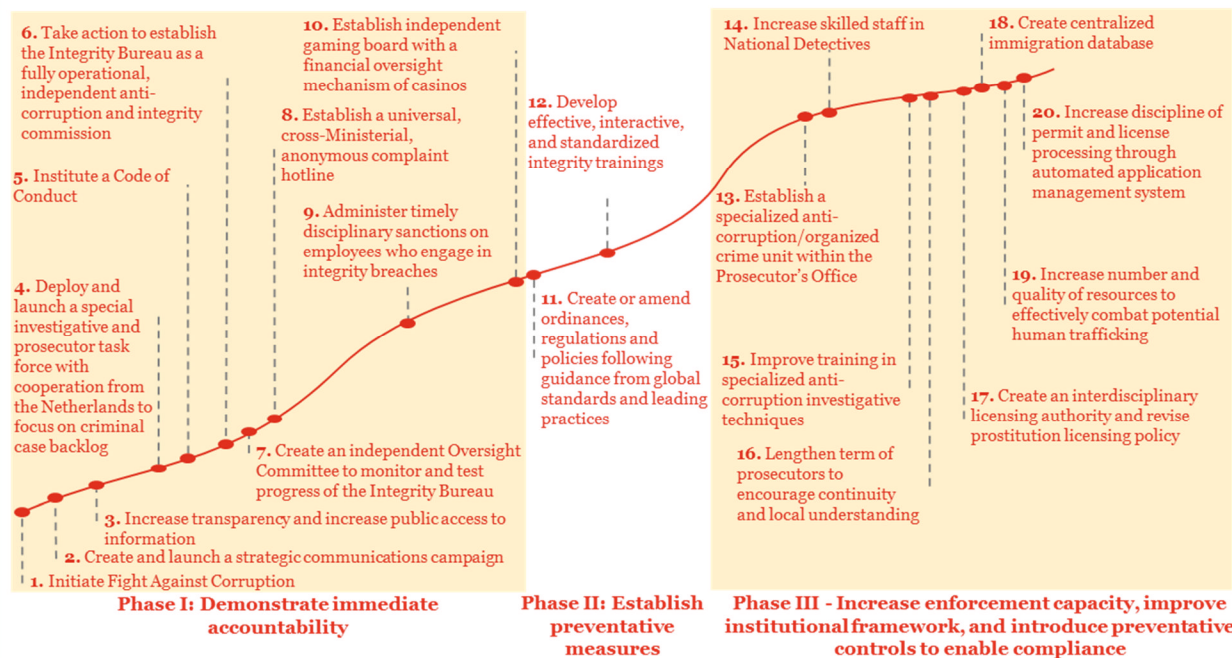 6. Take action to establish
the Integrity Bureau as a
fully operational,
independent anti-
corruption and integrity
commission
5. Institute a Code of
Conduct
4. Deploy and
launch a special
investigative and
prosecutor task
force with
cooperation from
the Netherlands to
focus on criminal
case backlog
10. Establish independent
gaming board with a
financial oversight
mechanism of casinos
8. Establish a universal,
cross-Ministerial,
anonymous complaint
hotline
9. Administer timely
disciplinary sanctions on
employees who engage in
integrity breaches
7. Create an independent Oversight
Committee to monitor and test
progress of the Integrity Bureau
3. Increase transparency and increase public access to
information
2. Create and launch a strategic communications campaign
1. Initiate Fight Against Corruption
12. Develop
effective, interactive,
and standardized
integrity trainings
11. Create or amend
ordinances,
regulations and
policies following
guidance from global
standards and leading
practices
14. Increase skilled staff in
National Detectives
18. Create centralized
immigration database
13. Establish a
specialized anti-
corruption/organized
crime unit within the
Prosecutor's Office
20. Increase discipline of
permit and license
processing through
automated application
management system
19. Increase number and
quality of resources to
effectively combat potential
human trafficking
15. Improve training in
specialized anti-
corruption investigative
techniques
17. Create an interdisciplinary
licensing authority and revise
prostitution licensing policy
16. Lengthen term of
prosecutors to
encourage continuity
and local understanding
Phase I: Demonstrate immediate
accountability
Phase II: Establish
preventative
measures
Phase III - Increase enforcement capacity, improve
institutional framework, and introduce preventative
controls to enable compliance